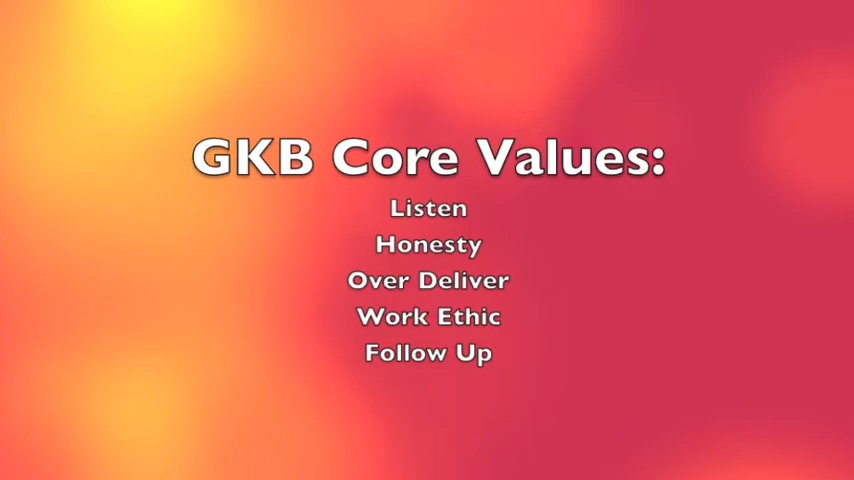 GKB Core Values:
Listen
Honesty
Over Deliver
Work Ethic
Follow Up